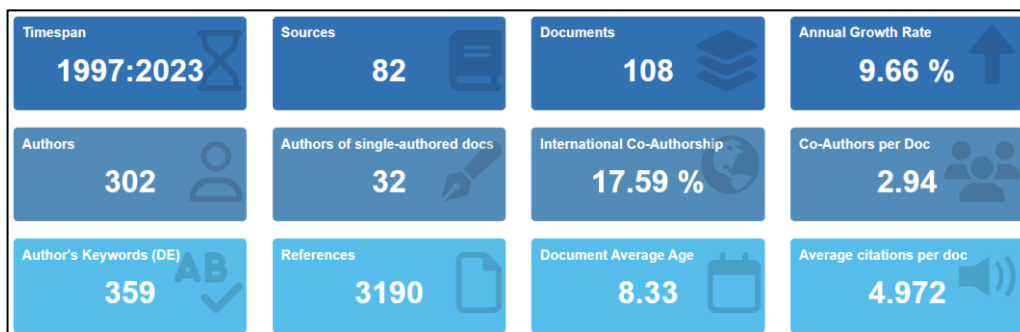 Timespan
1997:2023
Sources
82
Documents
108
Annual Growth Rate
9.66 %
Authors
302
Authors of single-authored docs
32
International Co-Authorship
17.59 %
Co-Authors per Doc
2.94
Author's Keywords (DE)
359
AB
References
3190
Document Average Age
8.33
Average citations per doc
4.972